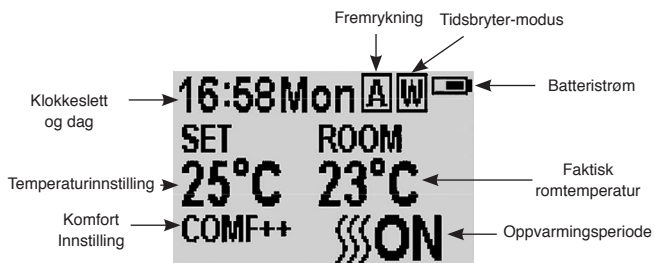 Fremrykning
Tidsbryter-modus
16:58Mon A W
Batteristrøm
Klokkeslett
og dag
SET ROOM
25°C 23°C
Temperaturinnstilling
Faktisk
romtemperatur
COMF++ ON
Komfort
Innstilling
Oppvarmingsperiode